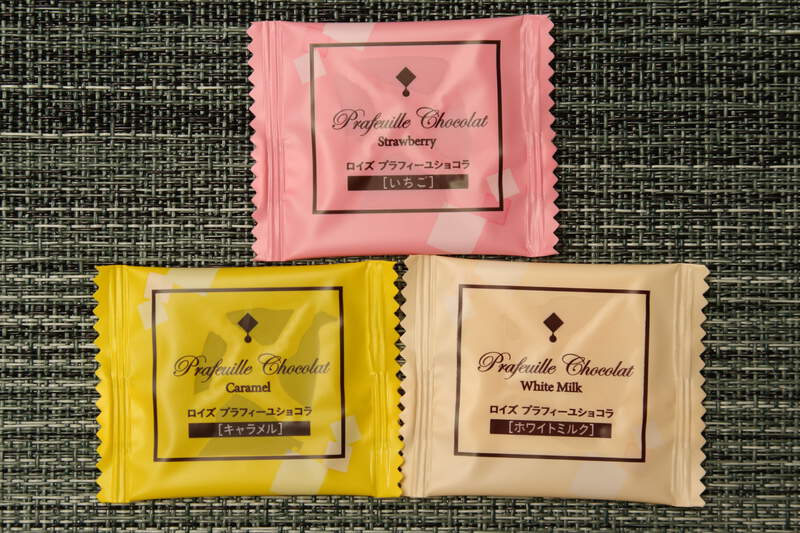 Prafeuille Chocolat
Strawberry
ロイズ プラフィーユショコラ
[いちご]
Prafeuille Chocolat
Caramel
ロイズ プラフィーユショコラ
[キャラメル]
Prafeuille Chocolat
White Milk
ロイズ プラフィーユショコラ
[ホワイトミルク]